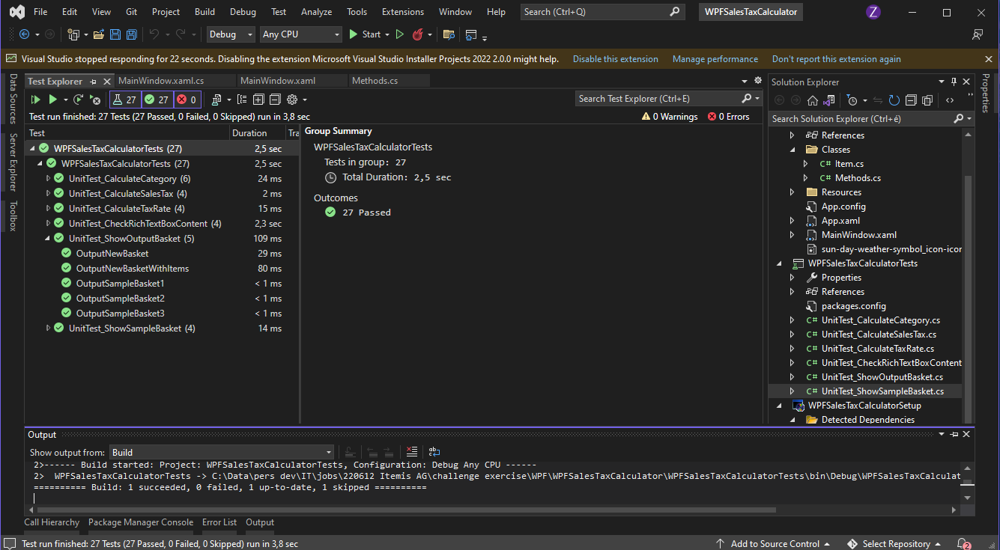 File Edit View Git Project Build Debug Test Analyze Tools Extensions Window Help Search (Ctrl+Q) WPFSalesTaxCalculator Z
Debug Any CPU Start
Visual Studio stopped responding for 22 seconds. Disabling the extension Microsoft Visual Studio Installer Projects 2022 2.0.0 might help. Disable this extension Manage performance Don't report this extension again
Data Sources
Server Explorer
Toolbox
Test Explorer MainWindow.xaml.cs MainWindow.xaml Methods.cs
27 27 0 Search Test Explorer (Ctrl+E)
Test run finished: 27 Tests (27 Passed, 0 Failed, 0 Skipped) run in 3,8 sec 0 Warnings 0 Errors
Test Duration Tra
WPFSalesTaxCalculatorTests (27) 2,5 sec
WPFSalesTaxCalculatorTests (27) 2,5 sec
UnitTest_CalculateCategory (6) 24 ms
UnitTest_CalculateSalesTax (4) 2 ms
UnitTest_CalculateTaxRate (4) 15 ms
UnitTest_CheckRichTextBoxContent (4) 2,3 sec
UnitTest_ShowOutputBasket (5) 109 ms
OutputNewBasket 29 ms
OutputNewBasketWithItems 80 ms
OutputSampleBasket1 < 1 ms
OutputSampleBasket2 < 1 ms
OutputSampleBasket3 < 1 ms
UnitTest_ShowSampleBasket (4) 14 ms
Group Summary
WPFSalesTaxCalculatorTests
Tests in group: 27
Total Duration: 2,5 sec
Outcomes
27 Passed
Solution Explorer
Search Solution Explorer (Ctrl+é)
References
Classes
C# Item.cs
C# Methods.cs
Resources
App.config
App.xaml
MainWindow.xaml
sun-day-weather-symbol_icon-icor
WPFSalesTaxCalculatorTests
Properties
References
packages.config
C# UnitTest_CalculateCategory.cs
C# UnitTest_CalculateSalesTax.cs
C# UnitTest_CalculateTaxRate.cs
C# UnitTest_CheckRichTextBoxContent
C# UnitTest_ShowOutputBasket.cs
C# UnitTest_ShowSampleBasket.cs
WPFSalesTaxCalculatorSetup
Detected Dependencies
Properties
Output
Show output from: Build
2>------ Build started: Project: WPFSalesTaxCalculatorTests, Configuration: Debug Any CPU ------
2>  WPFSalesTaxCalculatorTests -> C:\Data\pers dev\IT\jobs\220612 Itemis AG\challenge exercise\WPF\WPFSalesTaxCalculator\WPFSalesTaxCalculatorTests\bin\Debug\WPFSalesTaxCalculat
========== Build: 1 succeeded, 0 failed, 1 up-to-date, 1 skipped ==========
Call Hierarchy Package Manager Console Error List Output
Test run finished: 27 Tests (27 Passed, 0 Failed, 0 Skipped) run in 3,8 sec Add to Source Control Select Repository 2